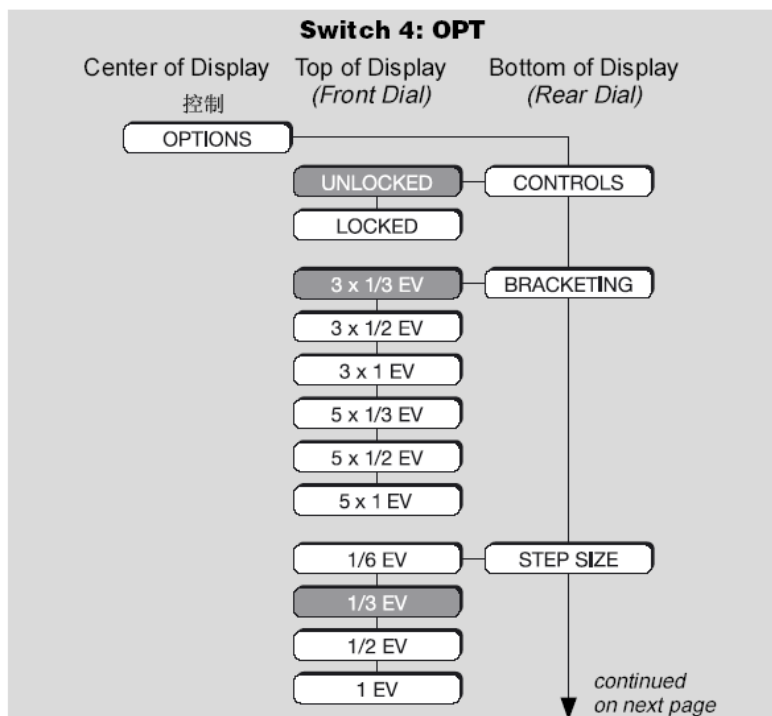 Switch 4: OPT
Center of Display Top of Display Bottom of Display
(Front Dial) (Rear Dial)
控制
OPTIONS
UNLOCKED CONTROLS
LOCKED
3 x 1/3 EV BRACKETING
3 x 1/2 EV
3 x 1 EV
5 x 1/3 EV
5 x 1/2 EV
5 x 1 EV
1/6 EV STEP SIZE
1/3 EV
1/2 EV
1 EV
continued
on next page